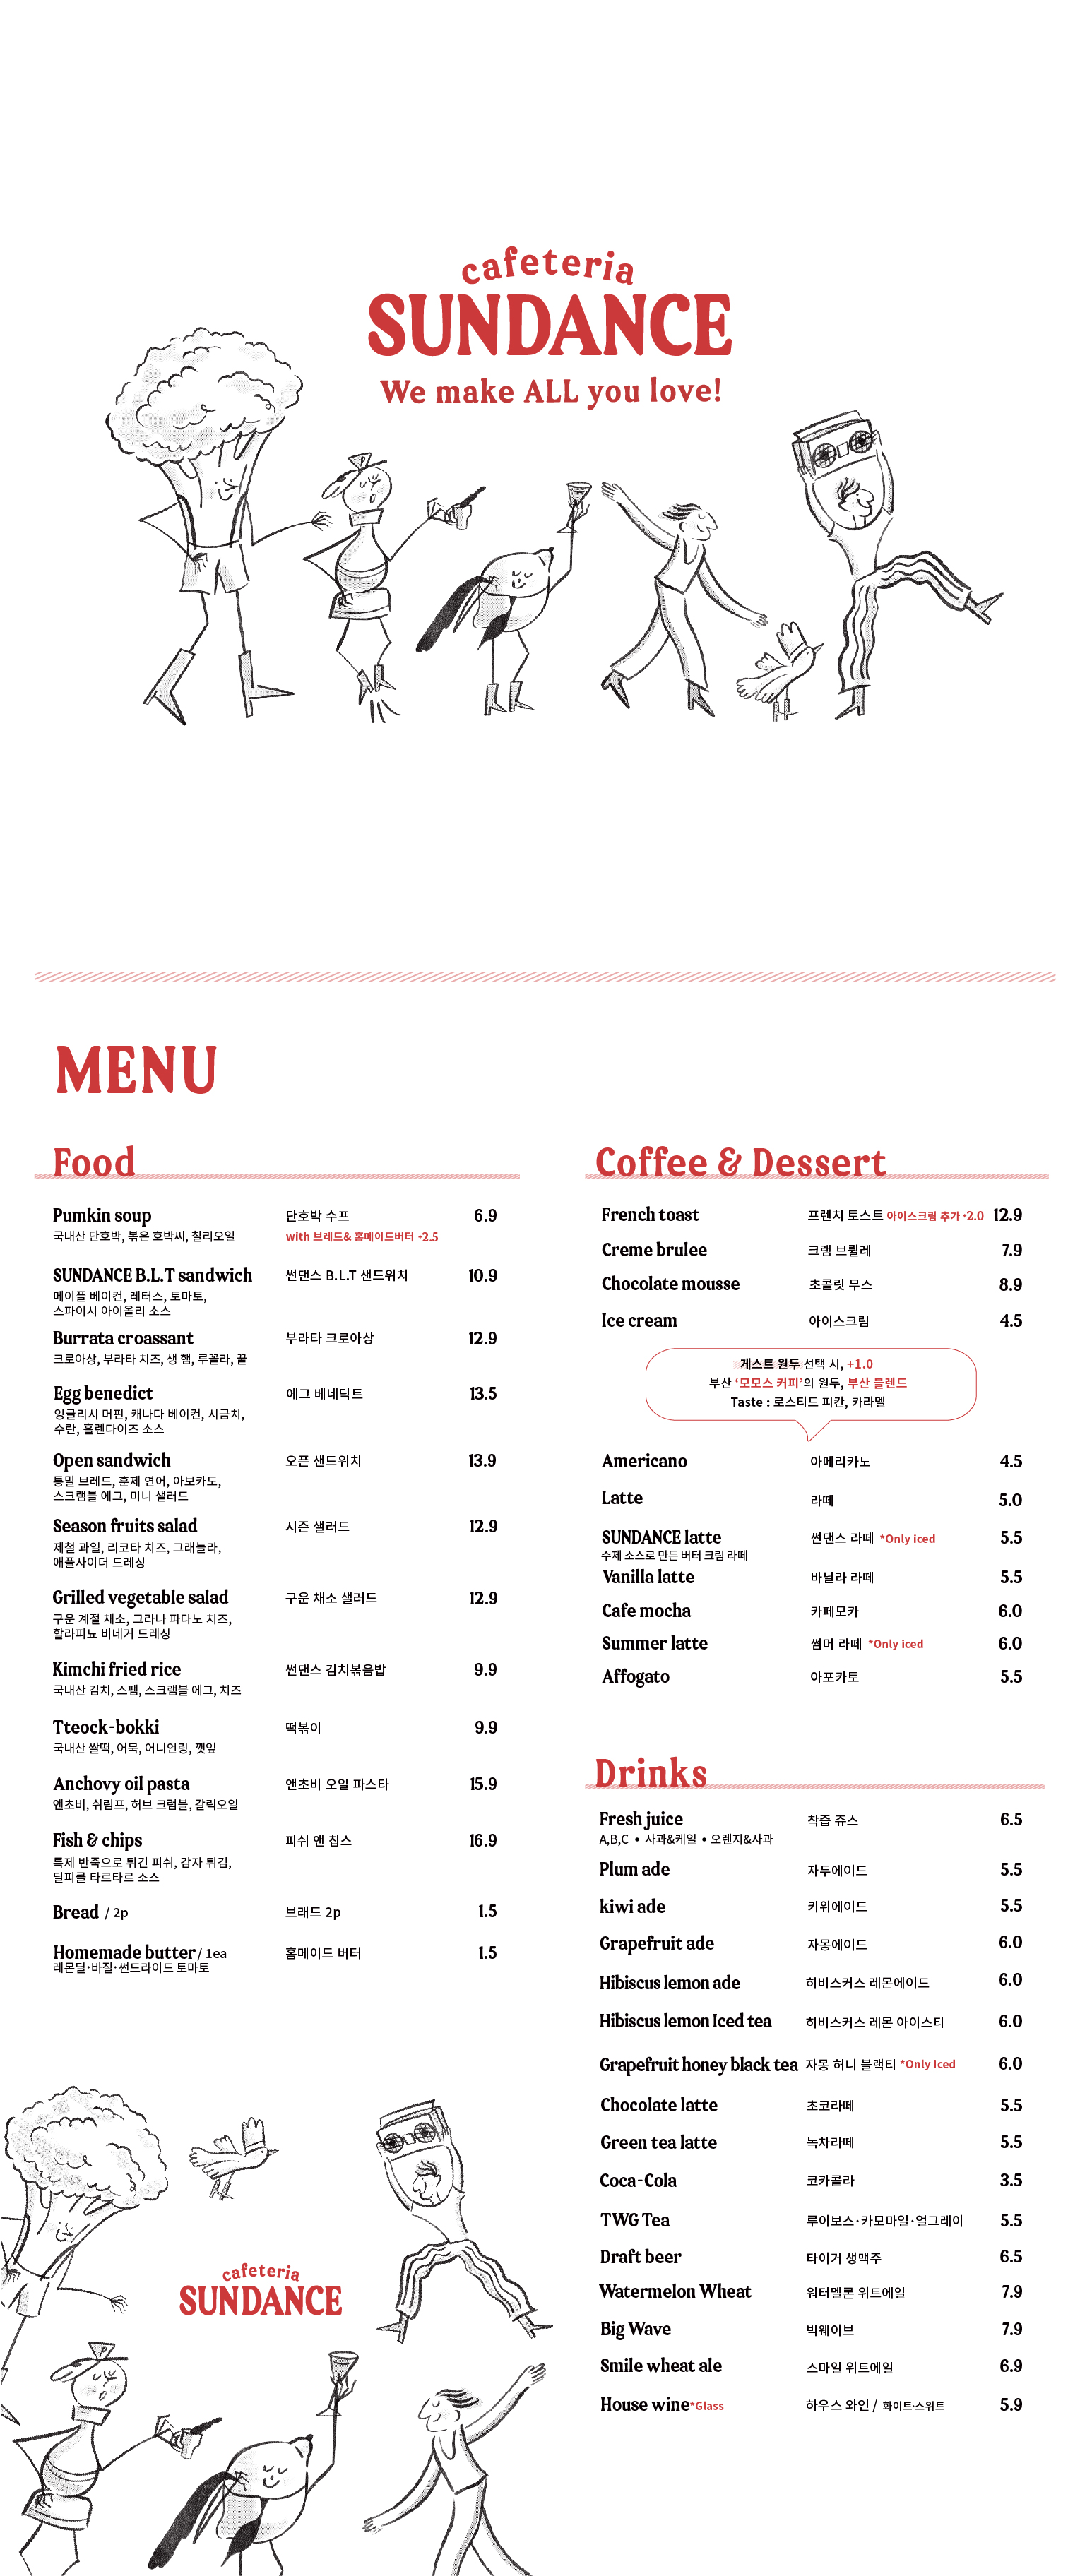 cafeteria
SUNDANCE
We make ALL you love!
MENU
Food
Pumkin soup 단호박 수프 6.9
국내산 단호박, 볶은 호박씨, 칠리오일 with 브레드& 홈메이드버터 +2.5
SUNDANCE B.L.T sandwich 썬댄스 B.L.T 샌드위치 10.9
메이플 베이컨, 레터스, 토마토,
스파이시 아이올리 소스
Burrata croassant 부라타 크로아상 12.9
크로아상, 부라타 치즈, 생 햄, 루꼴라, 꿀
Egg benedict 에그 베네딕트 13.5
잉글리시 머핀, 캐나다 베이컨, 시금치,
수란, 홀렌다이즈 소스
Open sandwich 오픈 샌드위치 13.9
통밀 브레드, 훈제 연어, 아보카도,
스크램블 에그, 미니 샐러드
Season fruits salad 시즌 샐러드 12.9
제철 과일, 리코타 치즈, 그래놀라,
애플사이더 드레싱
Grilled vegetable salad 구운 채소 샐러드 12.9
구운 계절 채소, 그라나 파다노 치즈,
할라피뇨 비네거 드레싱
Kimchi fried rice 썬댄스 김치볶음밥 9.9
국내산 김치, 스팸, 스크램블 에그, 치즈
Tteock-bokki 떡볶이 9.9
국내산 쌀떡, 어묵, 어니언링, 깻잎
Anchovy oil pasta 앤초비 오일 파스타 15.9
앤초비, 쉬림프, 허브 크럼블, 갈릭오일
Fish & chips 피쉬 앤 칩스 16.9
특제 반죽으로 튀긴 피쉬, 감자 튀김,
딜피클 타르타르 소스
Bread / 2p 브래드 2p 1.5
Homemade butter / 1ea 홈메이드 버터 1.5
레몬딜·바질·썬드라이드 토마토
Coffee & Dessert
French toast 프렌치 토스트 아이스크림 추가 +2.0 12.9
Creme brulee 크램 브륄레 7.9
Chocolate mousse 초콜릿 무스 8.9
Ice cream 아이스크림 4.5
게스트 원두 선택 시, +1.0
부산 ‘모모스 커피’의 원두, 부산 블렌드
Taste : 로스티드 피칸, 카라멜
Americano 아메리카노 4.5
Latte 라떼 5.0
SUNDANCE latte 썬댄스 라떼 *Only iced 5.5
수제 소스로 만든 버터 크림 라떼
Vanilla latte 바닐라 라떼 5.5
Cafe mocha 카페모카 6.0
Summer latte 썸머 라떼 *Only iced 6.0
Affogato 아포카토 5.5
Drinks
Fresh juice 착즙 쥬스 6.5
A,B,C • 사과&케일 • 오렌지&사과
Plum ade 자두에이드 5.5
kiwi ade 키위에이드 5.5
Grapefruit ade 자몽에이드 6.0
Hibiscus lemon ade 히비스커스 레몬에이드 6.0
Hibiscus lemon Iced tea 히비스커스 레몬 아이스티 6.0
Grapefruit honey black tea 자몽 허니 블랙티 *Only Iced 6.0
Chocolate latte 초코라떼 5.5
Green tea latte 녹차라떼 5.5
Coca-Cola 코카콜라 3.5
TWG Tea 루이보스·카모마일·얼그레이 5.5
Draft beer 타이거 생맥주 6.5
Watermelon Wheat 워터멜론 위트에일 7.9
Big Wave 빅웨이브 7.9
Smile wheat ale 스마일 위트에일 6.9
House wine*Glass 하우스 와인 / 화이트·스위트 5.9
cafeteria
SUNDANCE